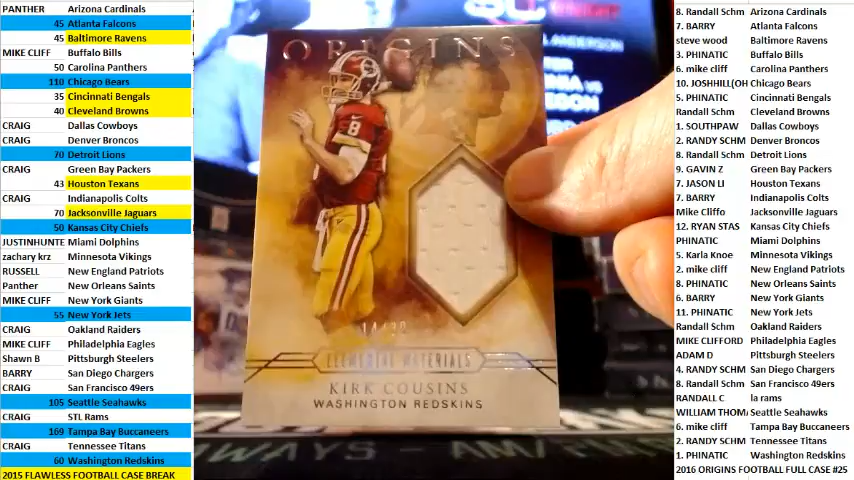 PANTHER Arizona Cardinals
45 Atlanta Falcons
45 Baltimore Ravens
MIKE CLIFF Buffalo Bills
50 Carolina Panthers
110 Chicago Bears
35 Cincinnati Bengals
40 Cleveland Browns
CRAIG Dallas Cowboys
CRAIG Denver Broncos
70 Detroit Lions
CRAIG Green Bay Packers
43 Houston Texans
CRAIG Indianapolis Colts
70 Jacksonville Jaguars
50 Kansas City Chiefs
JUSTINHUNTE Miami Dolphins
zachary krz Minnesota Vikings
RUSSELL New England Patriots
Panther New Orleans Saints
MIKE CLIFF New York Giants
55 New York Jets
CRAIG Oakland Raiders
MIKE CLIFF Philadelphia Eagles
Shawn B Pittsburgh Steelers
BARRY San Diego Chargers
CRAIG San Francisco 49ers
105 Seattle Seahawks
CRAIG STL Rams
169 Tampa Bay Buccaneers
CRAIG Tennessee Titans
60 Washington Redskins
2015 FLAWLESS FOOTBALL CASE BREAK
ORIGINS
8
ELEMENTAL MATERIALS
KIRK COUSINS
WASHINGTON REDSKINS
ANDERSON
VS
8. Randall Schm Arizona Cardinals
7. BARRY Atlanta Falcons
steve wood Baltimore Ravens
3. PHINATIC Buffalo Bills
6. mike cliff Carolina Panthers
10. JOSHHILL(OH Chicago Bears
5. PHINATIC Cincinnati Bengals
Randall Schm Cleveland Browns
1. SOUTHPAW Dallas Cowboys
2. RANDY SCHM Denver Broncos
8. Randall Schm Detroit Lions
9. GAVIN Z Green Bay Packers
7. JASON LI Houston Texans
7. BARRY Indianapolis Colts
Mike Cliffo Jacksonville Jaguars
12. RYAN STAS Kansas City Chiefs
PHINATIC Miami Dolphins
5. Karla Knoe Minnesota Vikings
2. mike cliff New England Patriots
8. PHINATIC New Orleans Saints
6. BARRY New York Giants
11. PHINATIC New York Jets
Randall Schm Oakland Raiders
MIKE CLIFFORD Philadelphia Eagles
ADAM D Pittsburgh Steelers
4. RANDY SCHM San Diego Chargers
8. Randall Schm San Francisco 49ers
RANDALL C la rams
WILLIAM THOMA Seattle Seahawks
6. mike cliff Tampa Bay Buccaneers
2. RANDY SCHM Tennessee Titans
1. PHINATIC Washington Redskins
2016 ORIGINS FOOTBALL FULL CASE #25